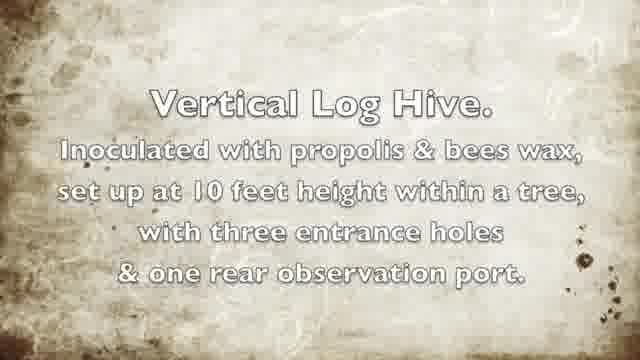 Vertical Log Hive.
Inoculated with propolis & bees wax,
set up at 10 feet height within a tree,
with three entrance holes
& one rear observation port.